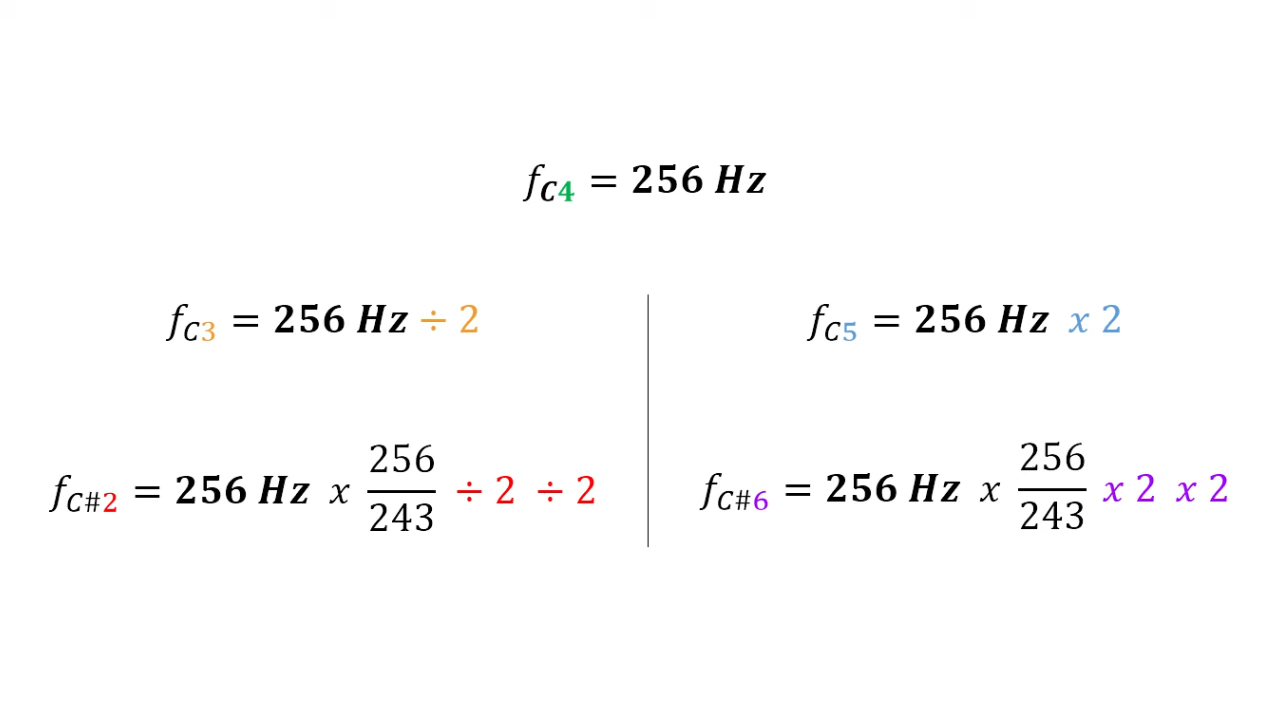 f_C4 = 256 Hz
f_C3 = 256 Hz ÷ 2
f_C#2 = 256 Hz x 256/243 ÷ 2 ÷ 2
f_C5 = 256 Hz x 2
f_C#6 = 256 Hz x 256/243 x 2 x 2